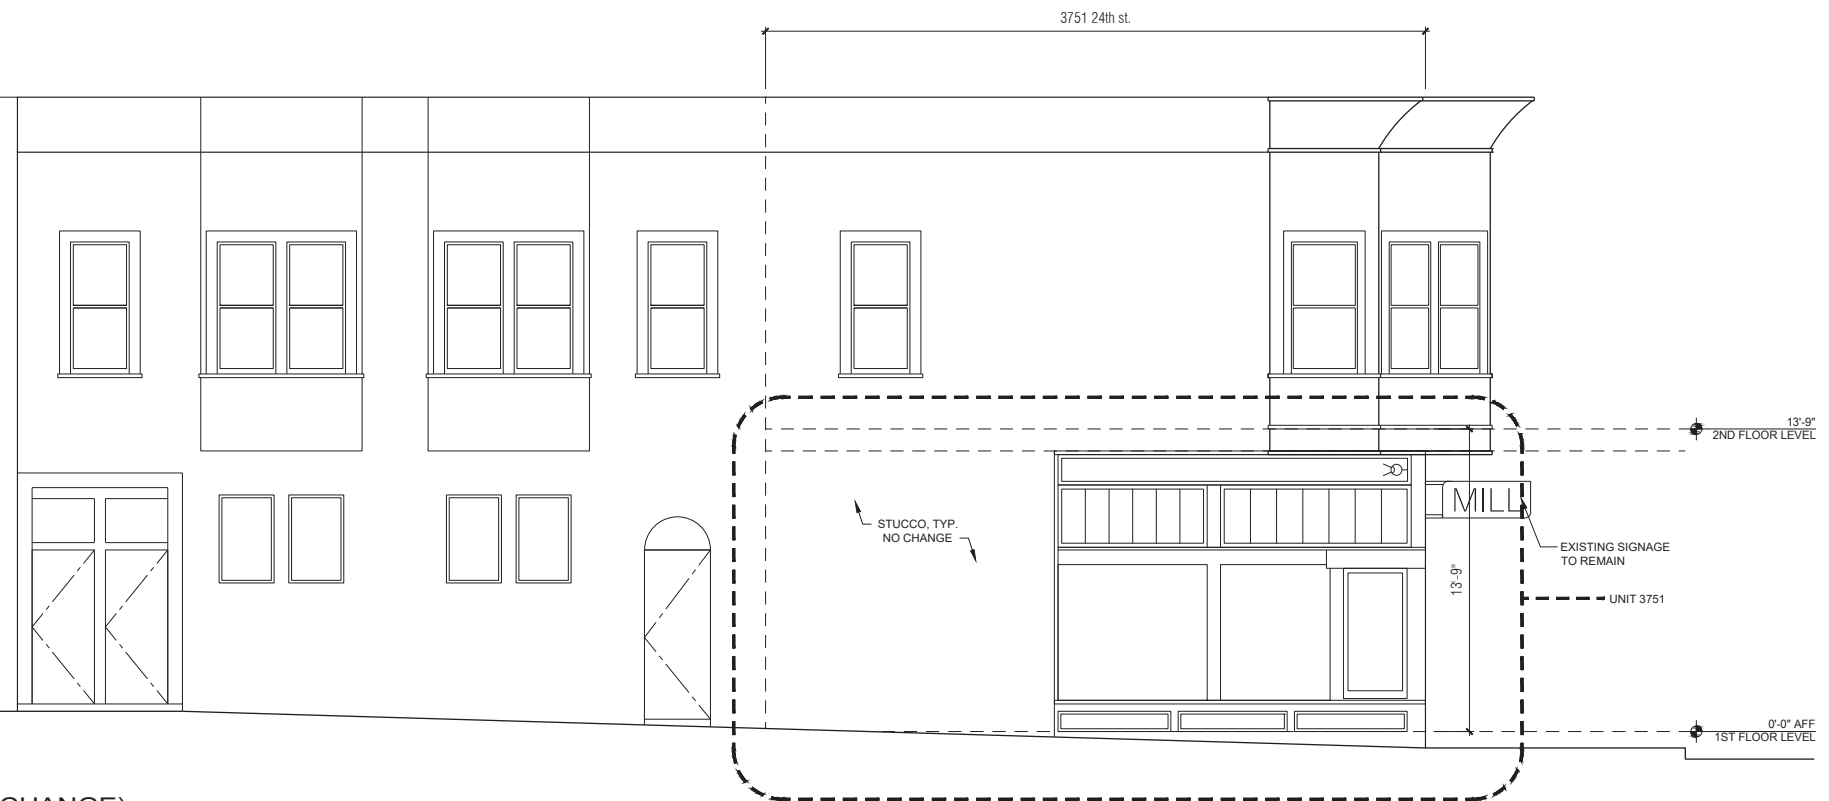 3751 24th st.
13'-9"
2ND FLOOR LEVEL
MILL
STUCCO, TYP.
NO CHANGE
EXISTING SIGNAGE
TO REMAIN
13'-9"
UNIT 3751
0'-0" AFF
1ST FLOOR LEVEL
CHANGE)